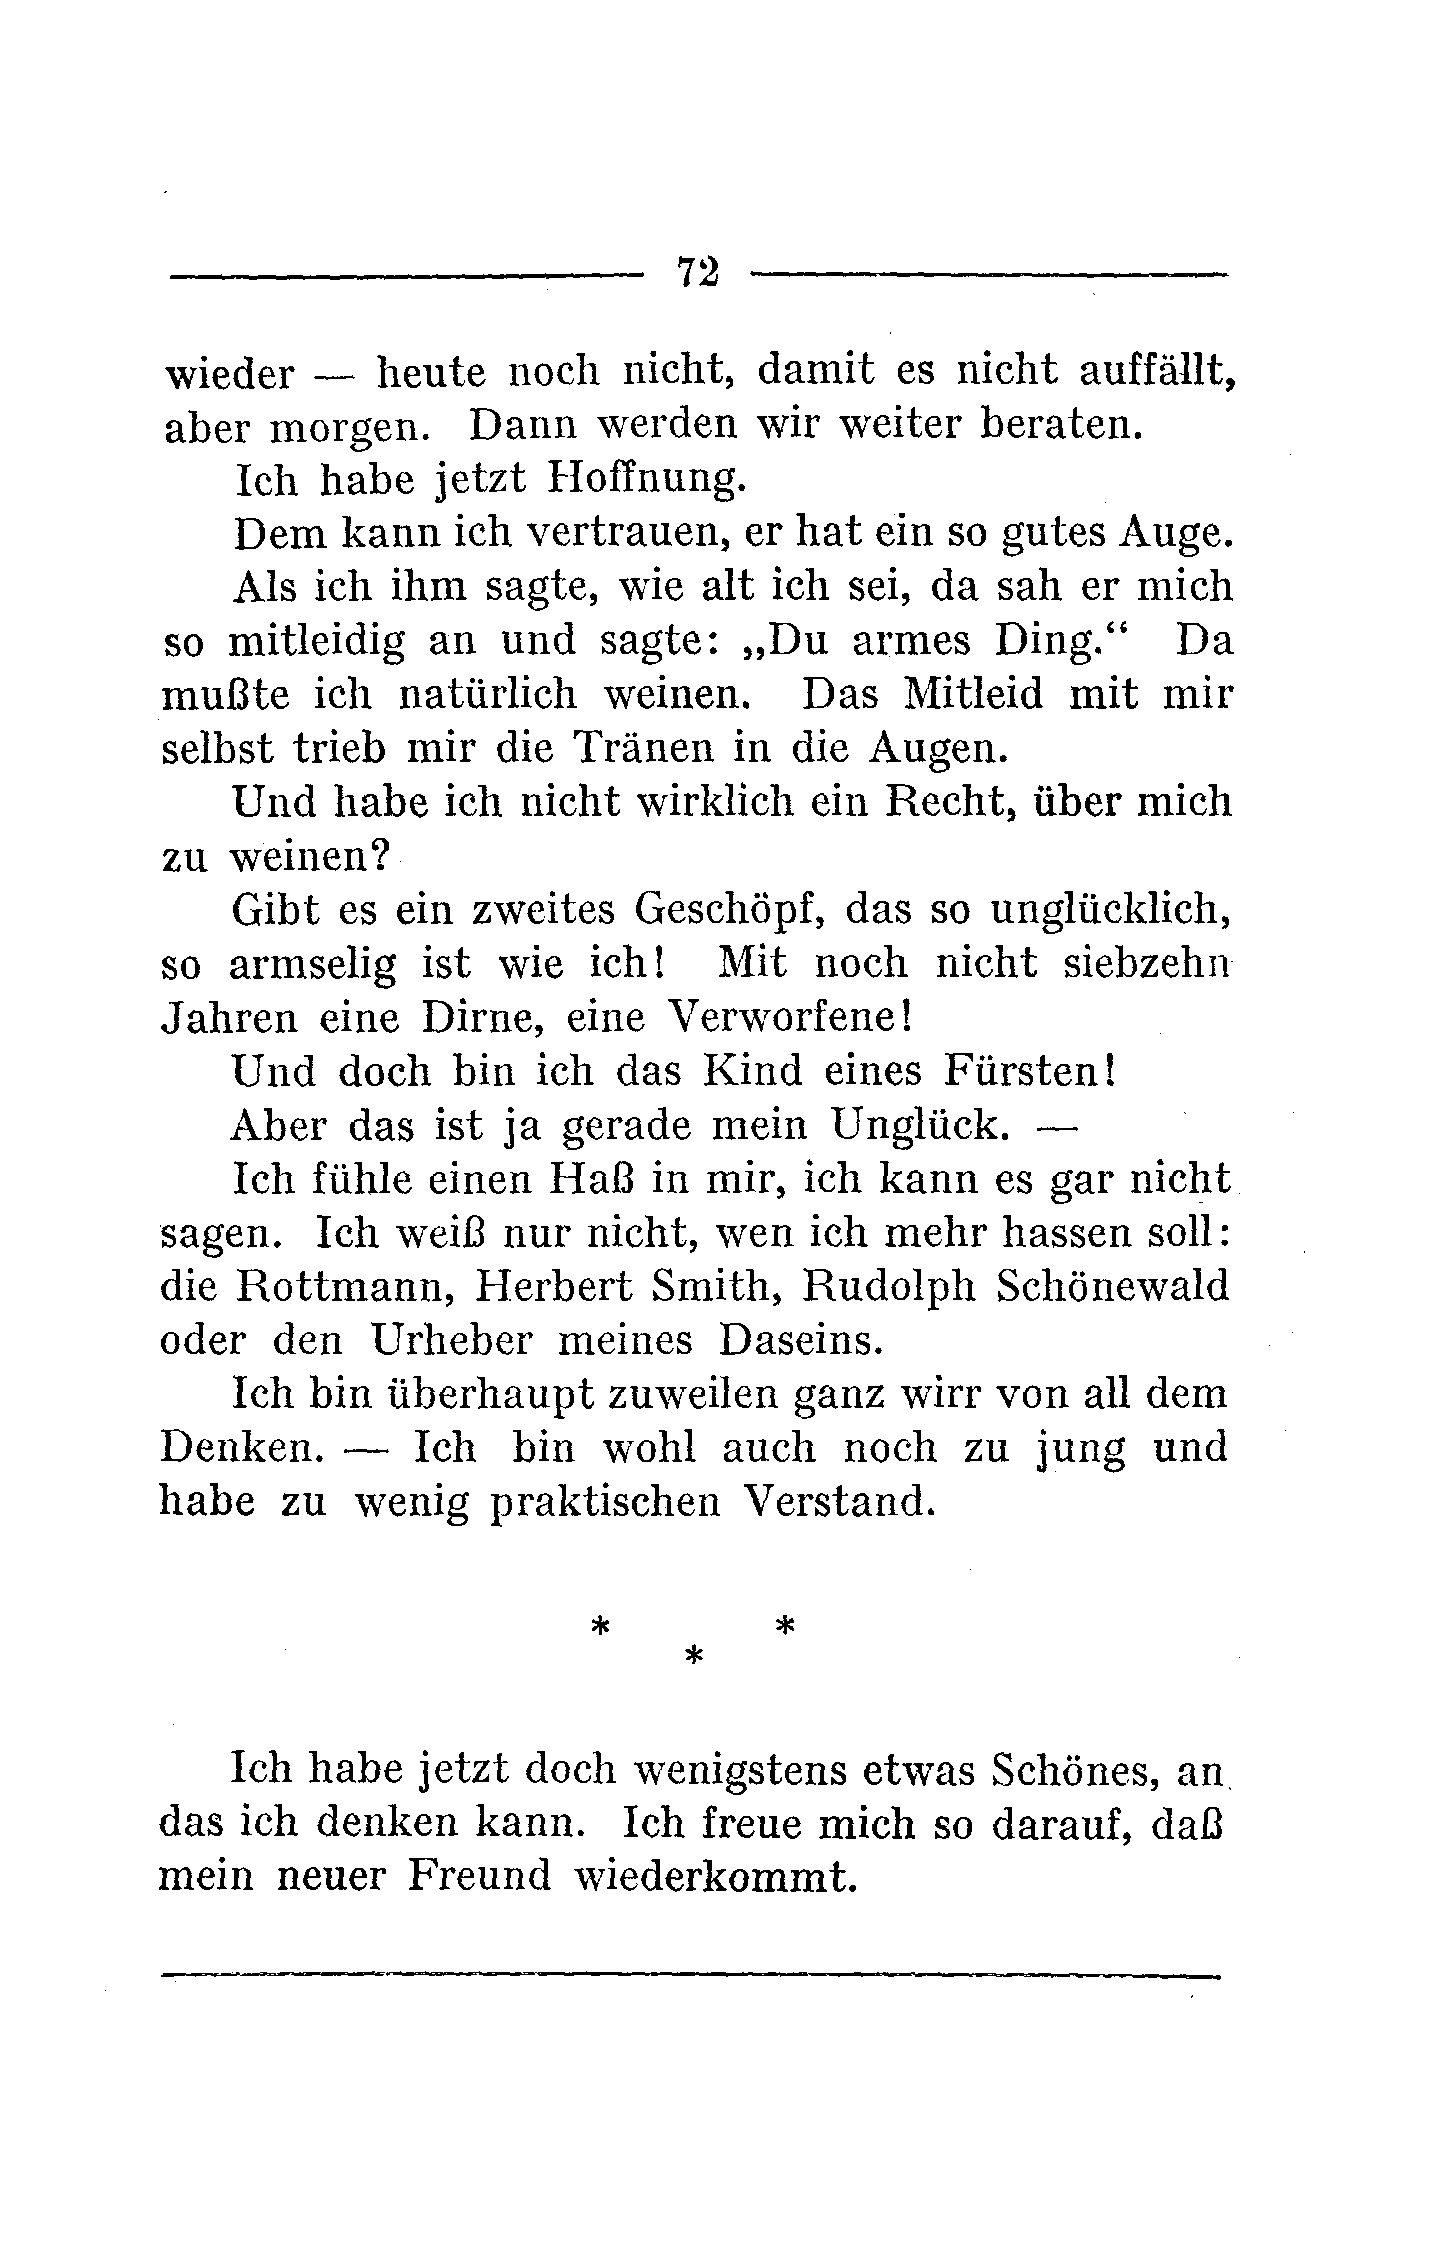 72
wieder — heute noch nicht, damit es nicht auffällt,
aber morgen. Dann werden wir weiter beraten.
Ich habe jetzt Hoffnung.
Dem kann ich vertrauen, er hat ein so gutes Auge.
Als ich ihm sagte, wie alt ich sei, da sah er mich
so mitleidig an und sagte: „Du armes Ding.“ Da
mußte ich natürlich weinen. Das Mitleid mit mir
selbst trieb mir die Tränen in die Augen.
Und habe ich nicht wirklich ein Recht, über mich
zu weinen?
Gibt es ein zweites Geschöpf, das so unglücklich,
so armselig ist wie ich! Mit noch nicht siebzehn
Jahren eine Dirne, eine Verworfene!
Und doch bin ich das Kind eines Fürsten!
Aber das ist ja gerade mein Unglück. —
Ich fühle einen Haß in mir, ich kann es gar nicht
sagen. Ich weiß nur nicht, wen ich mehr hassen soll:
die Rottmann, Herbert Smith, Rudolph Schönewald
oder den Urheber meines Daseins.
Ich bin überhaupt zuweilen ganz wirr von all dem
Denken. — Ich bin wohl auch noch zu jung und
habe zu wenig praktischen Verstand.
* *
*
Ich habe jetzt doch wenigstens etwas Schönes, an
das ich denken kann. Ich freue mich so darauf, daß
mein neuer Freund wiederkommt.